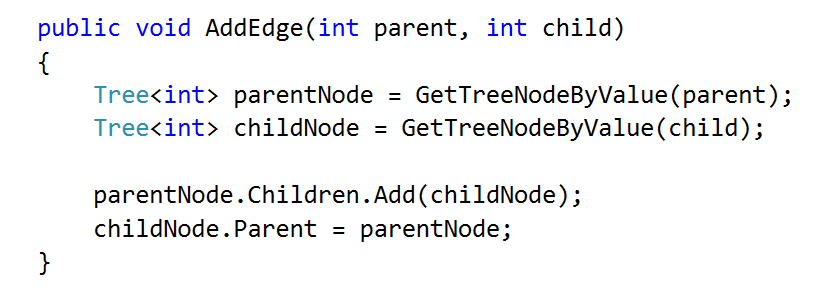 public void AddEdge(int parent, int child)
{
    Tree<int> parentNode = GetTreeNodeByValue(parent);
    Tree<int> childNode = GetTreeNodeByValue(child);

    parentNode.Children.Add(childNode);
    childNode.Parent = parentNode;
}